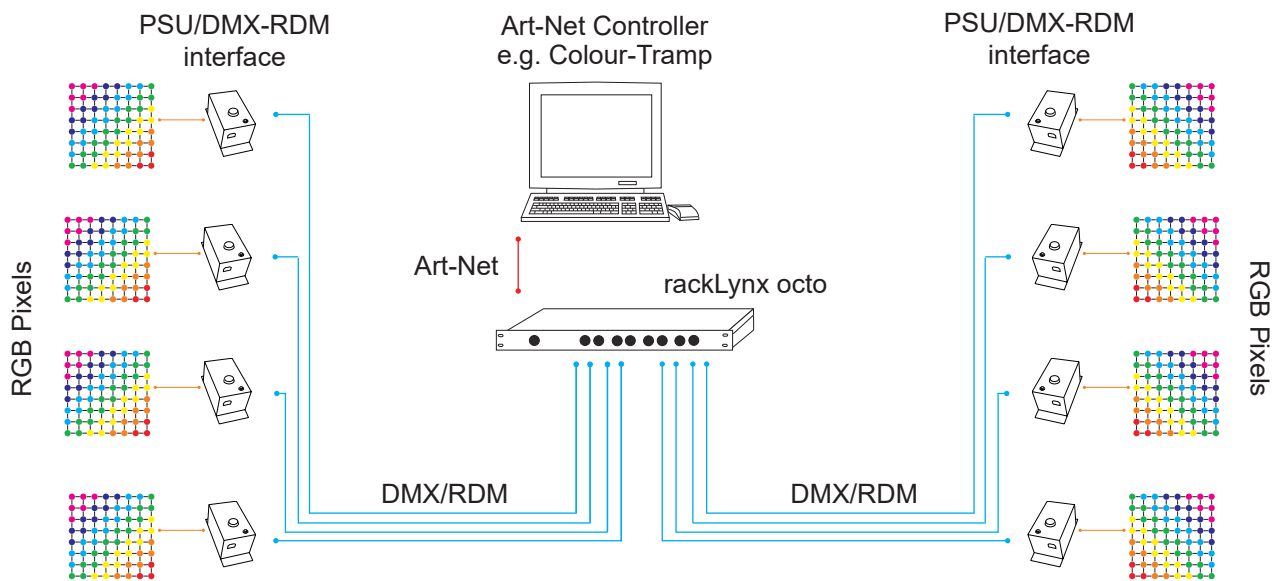 PSU/DMX-RDM
interface
Art-Net Controller
e.g. Colour-Tramp
PSU/DMX-RDM
interface
RGB Pixels
Art-Net
rackLynx octo
RGB Pixels
DMX/RDM
DMX/RDM